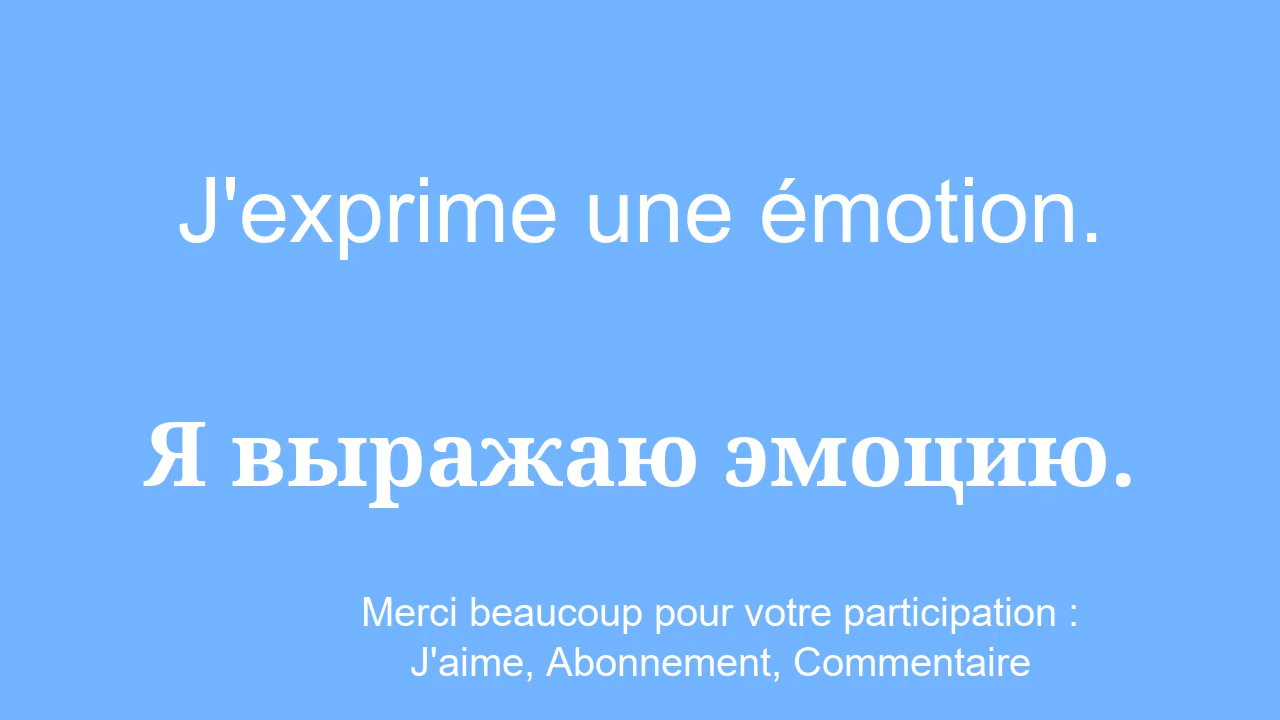 J'exprime une émotion.
Я выражаю эмоцию.
Merci beaucoup pour votre participation :
J'aime, Abonnement, Commentaire